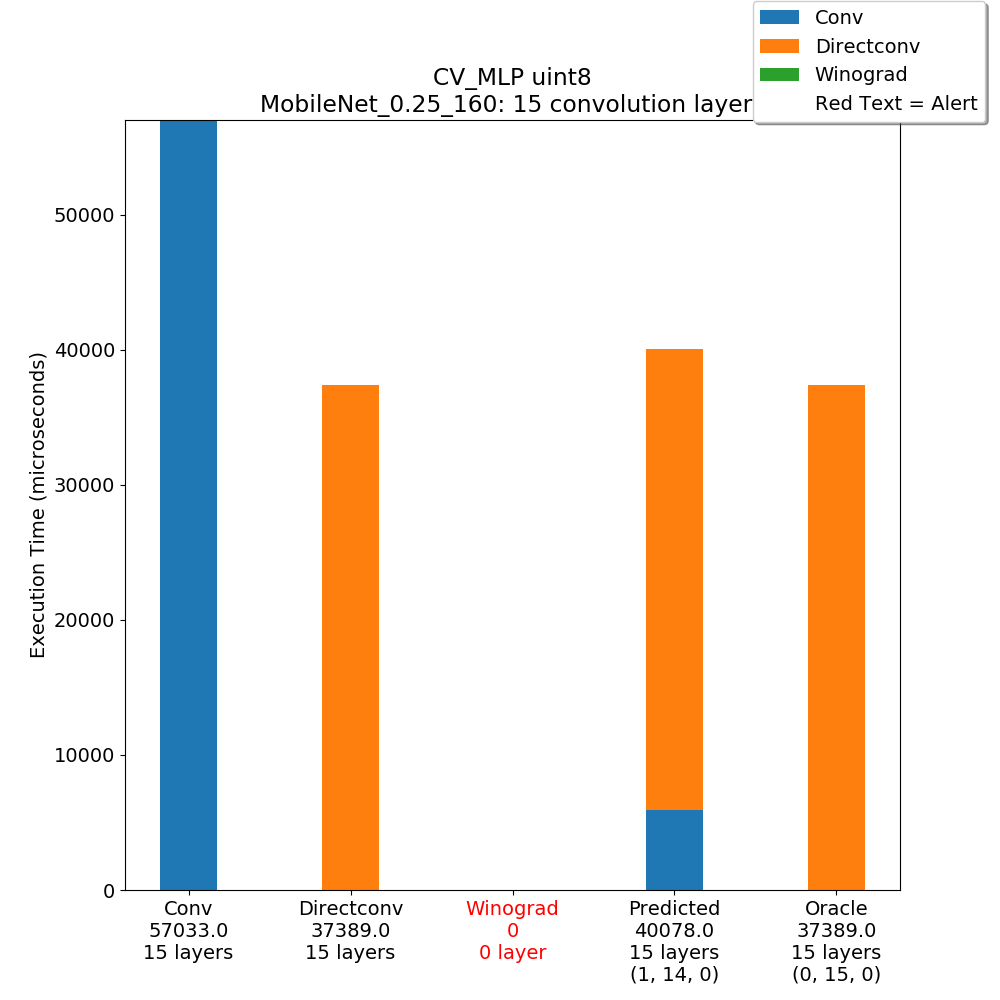 Conv
Directconv
Winograd
Red Text = Alert
CV_MLP uint8
MobileNet_0.25_160: 15 convolution layer
Execution Time (microseconds)
50000
40000
30000
20000
10000
0
Conv
57033.0
15 layers
Directconv
37389.0
15 layers
Winograd
0
0 layer
Predicted
40078.0
15 layers
(1, 14, 0)
Oracle
37389.0
15 layers
(0, 15, 0)